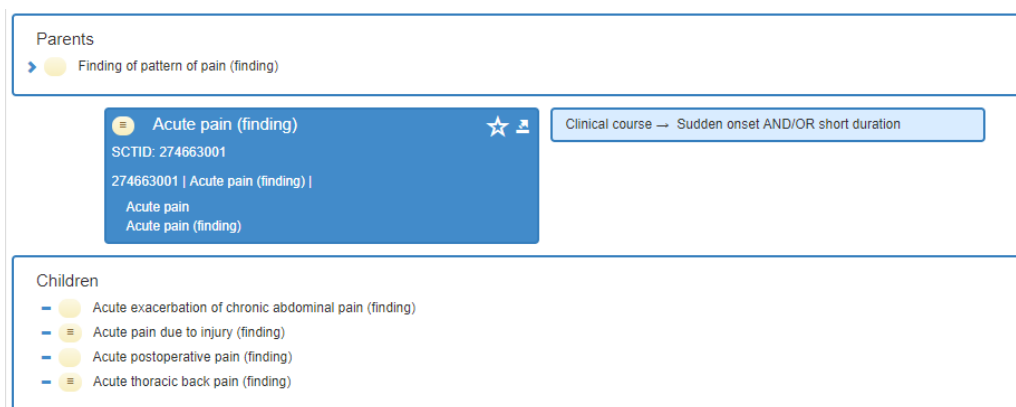 Parents
Finding of pattern of pain (finding)
Acute pain (finding)
SCTID: 274663001
274663001 | Acute pain (finding) |
Acute pain
Acute pain (finding)
Clinical course → Sudden onset AND/OR short duration
Children
Acute exacerbation of chronic abdominal pain (finding)
Acute pain due to injury (finding)
Acute postoperative pain (finding)
Acute thoracic back pain (finding)